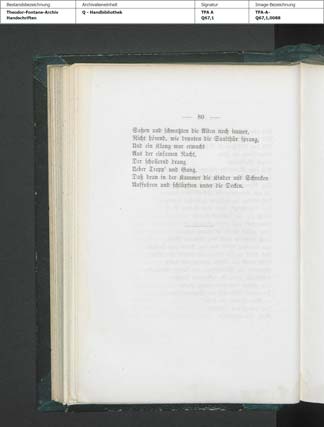 Bestandsbezeichnung
Archivalieneinheit
Signatur
Image-Bezeichnung
Theodor-Fontane-Archiv
Handschriften
Q - Handbibliothek
TFA A
Q67,1
TFA-A-
Q67,1,0088
— 80 —
Saßen und schwatzten die Alten noch immer,
Nicht hörend, wie draußen die Saalthür sprang,
Und ein Klang war erwacht
Aus der einsamen Nacht,
Der schollernd drang
Ueber Trepp' und Gang,
Daß dran in der Kammer die Kinder mit Schrecken
Auffuhren und schlüpften unter die Decken.